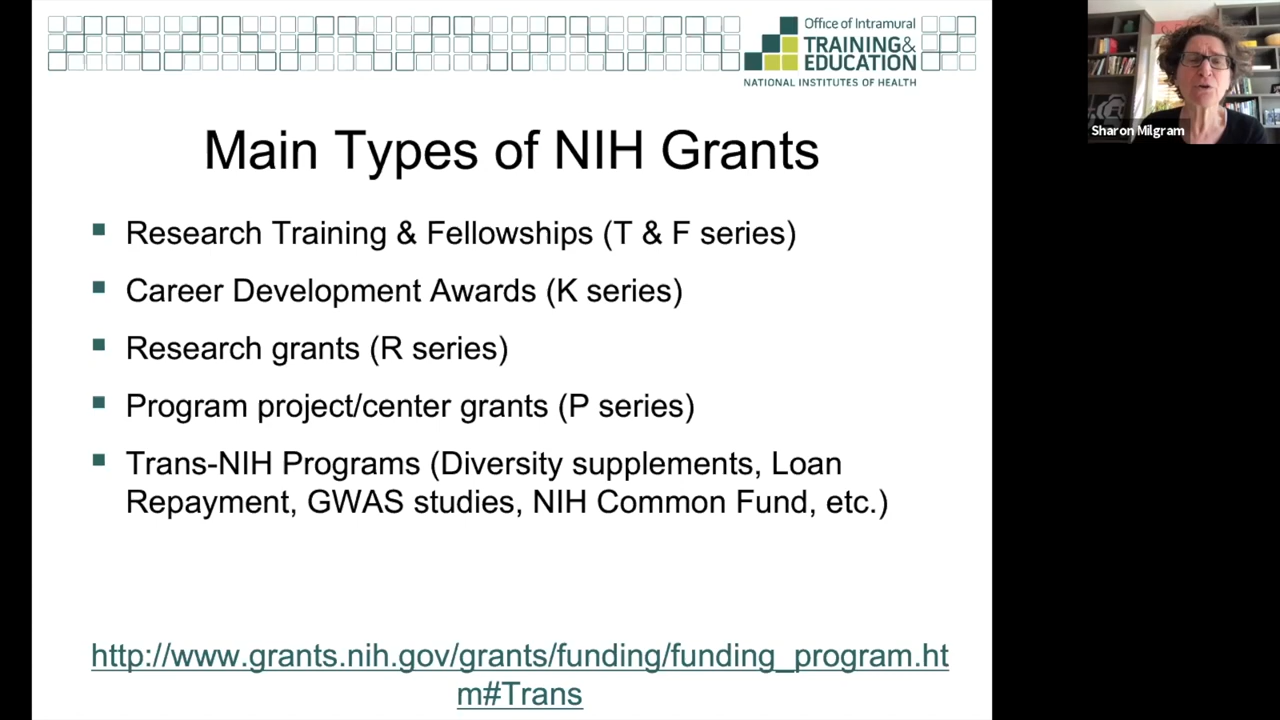 Office of Intramural
TRAINING&
EDUCATION
NATIONAL INSTITUTES OF HEALTH
Sharon Milgram
Main Types of NIH Grants
Research Training & Fellowships (T & F series)
Career Development Awards (K series)
Research grants (R series)
Program project/center grants (P series)
Trans-NIH Programs (Diversity supplements, Loan
Repayment, GWAS studies, NIH Common Fund, etc.)
http://www.grants.nih.gov/grants/funding/funding_program.ht
m#Trans